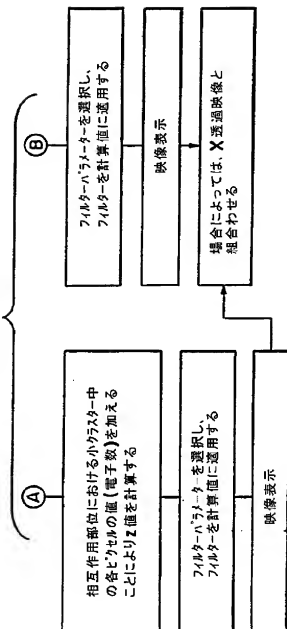 Ⓐ
相互作用部位における小クラスター中
の各ピクセルの値(電子数)を加える
ことによりz値を計算する
フィルターパラメーターを選択し、
フィルターを計算値に適用する
映像表示
Ⓑ
フィルターパラメーターを選択し、
フィルターを計算値に適用する
映像表示
場合によっては、X透過映像と
組合わせる